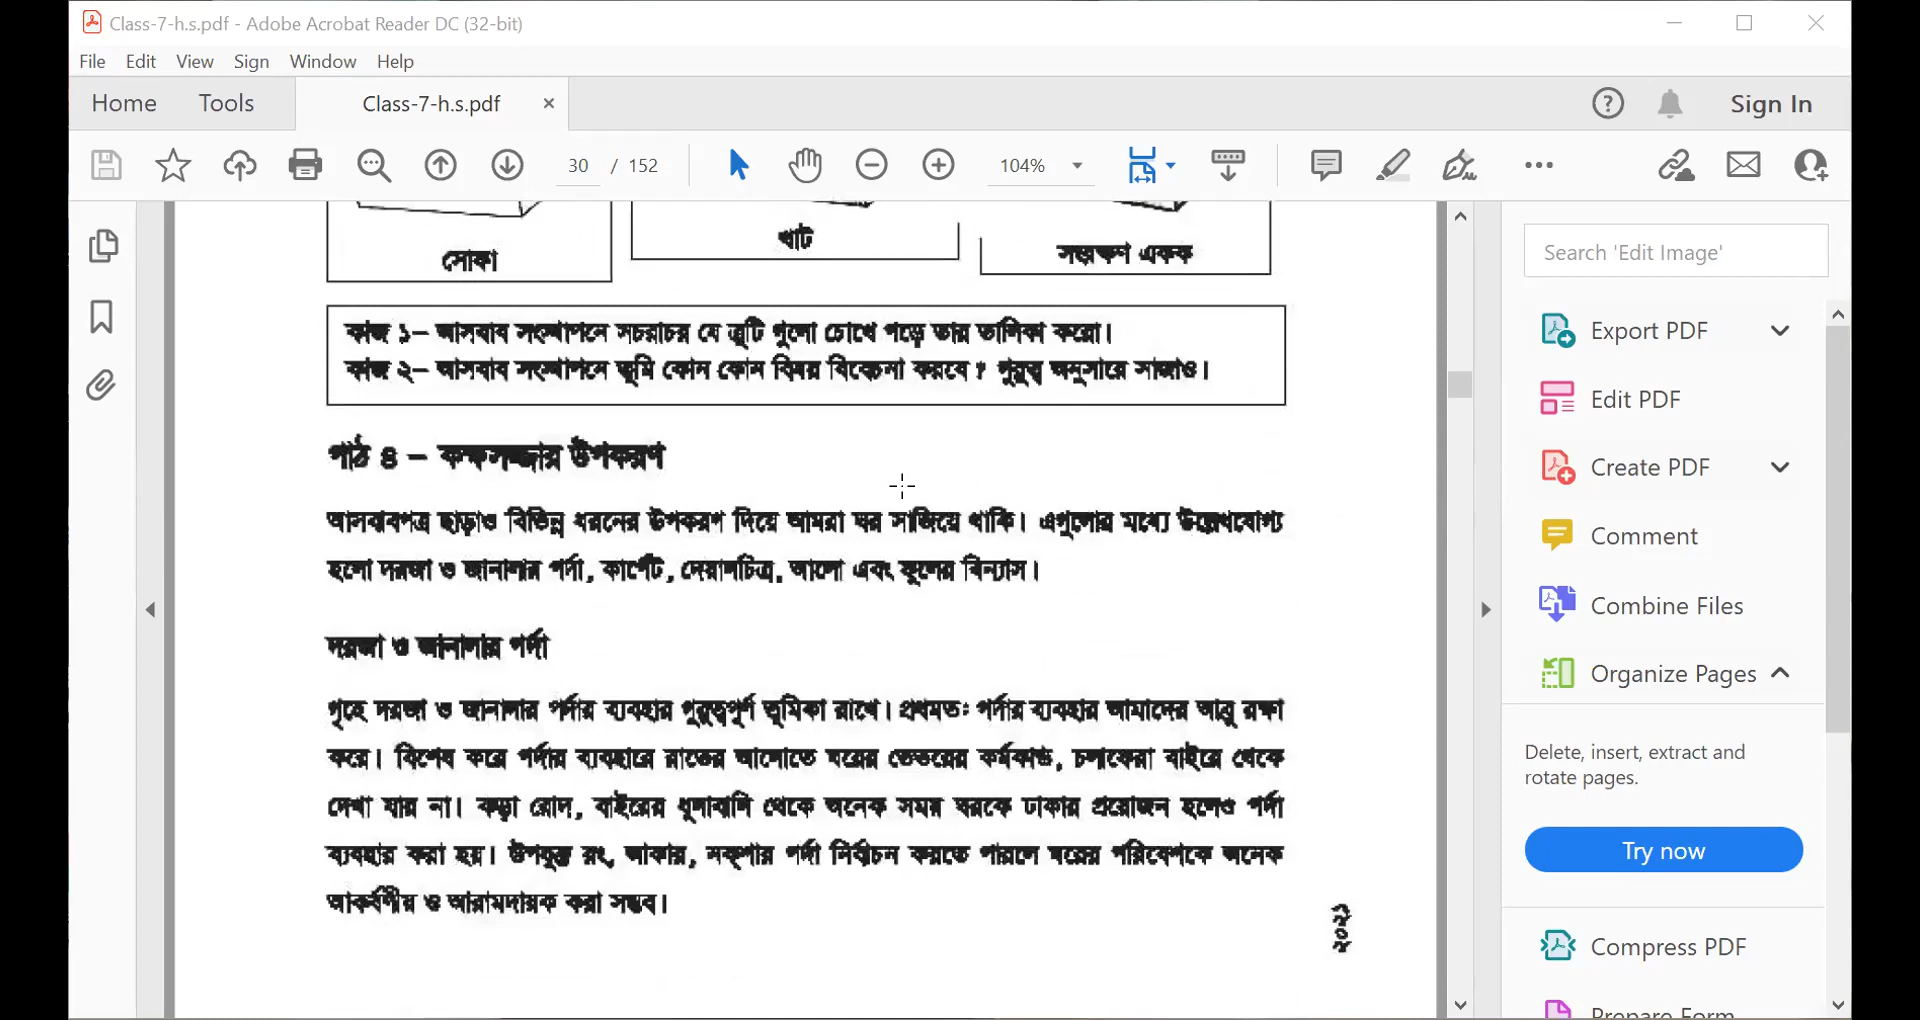 Class-7-h.s.pdf - Adobe Acrobat Reader DC (32-bit)
File Edit View Sign Window Help
Home Tools Class-7-h.s.pdf × Sign In
30 / 152 104%
সোফা
খাট
সংরক্ষণ একক
Search 'Edit Image'
কাজ ১– আসবাব সংস্থাপনে সচরাচর যে ত্রুটি গুলো চোখে পড়ে তার তালিকা করো।
কাজ ২– আসবাব সংস্থাপনে তুমি কোন কোন বিষয় বিবেচনা করবে? গুরুত্ব অনুসারে সাজাও।
পাঠ ৪ – কক্ষসজ্জার উপকরণ
আসবাবপত্র ছাড়াও বিভিন্ন ধরনের উপকরণ দিয়ে আমরা ঘর সাজিয়ে থাকি। এগুলোর মধ্যে উল্লেখযোগ্য
হলো দরজা ও জানালার পর্দা, কার্পেট, দেয়ালচিত্র, আলো এবং ফুলের বিন্যাস।
দরজা ও জানালার পর্দা
গৃহে দরজা ও জানালার পর্দার ব্যবহার গুরুত্বপূর্ণ ভূমিকা রাখে। প্রথমতঃ পর্দার ব্যবহার আমাদের আব্রু রক্ষা
করে। বিশেষ করে পর্দার ব্যবহারে রাতের আলোতে ঘরের ভেতরের কর্মকাণ্ড, চলাফেরা বাইরে থেকে
দেখা যায় না। কড়া রোদ, বাইরের ধুলাবালি থেকে অনেক সময় ঘরকে ঢাকার প্রয়োজন হলেও পর্দা
ব্যবহার করা হয়। উপযুক্ত রং, আকার, নক্শার পর্দা নির্বাচন করতে পারলে ঘরের পরিবেশকে অনেক
আকর্ষণীয় ও আরামদায়ক করা সম্ভব।
Export PDF
Edit PDF
Create PDF
Comment
Combine Files
Organize Pages
Delete, insert, extract and
rotate pages.
Try now
Compress PDF
Prepare Form